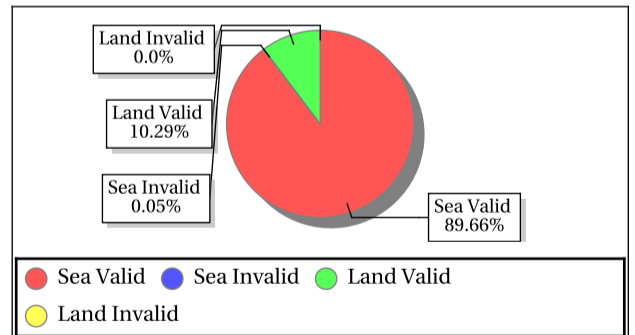 Land Invalid
0.0%
Land Valid
10.29%
Sea Invalid
0.05%
Sea Valid
89.66%
Sea Valid Sea Invalid Land Valid
Land Invalid